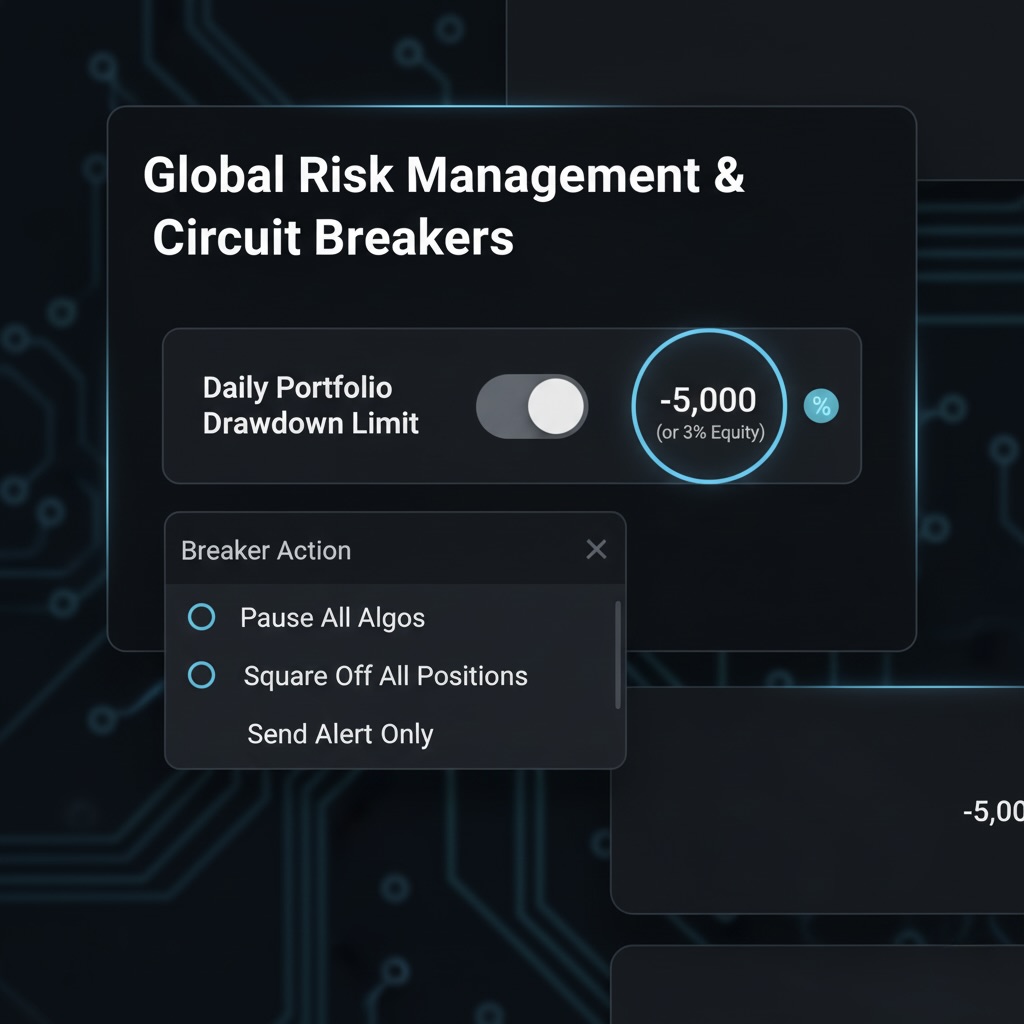 Global Risk Management &
Circuit Breakers
Daily Portfolio
Drawdown Limit
-5,000
(or 3% Equity)
%
Breaker Action
Pause All Algos
Square Off All Positions
Send Alert Only
-5,00